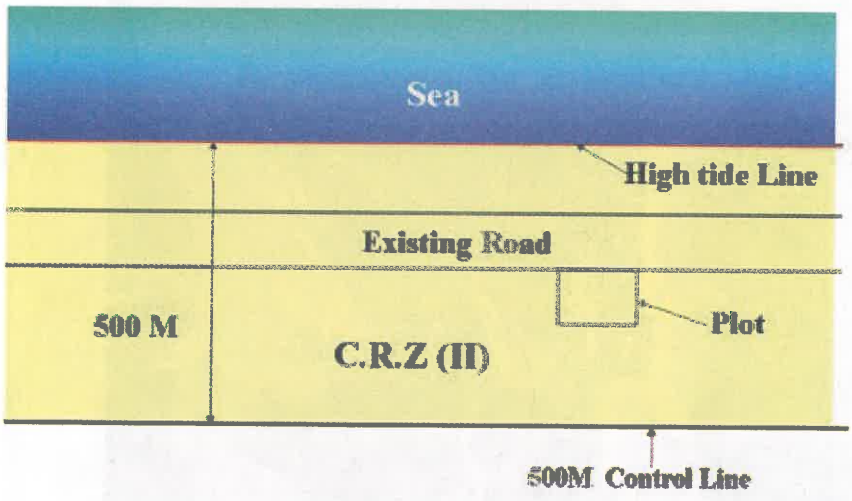 Sea
High tide Line
Existing Road
500 M
Plot
C.R.Z (II)
500M Control Line